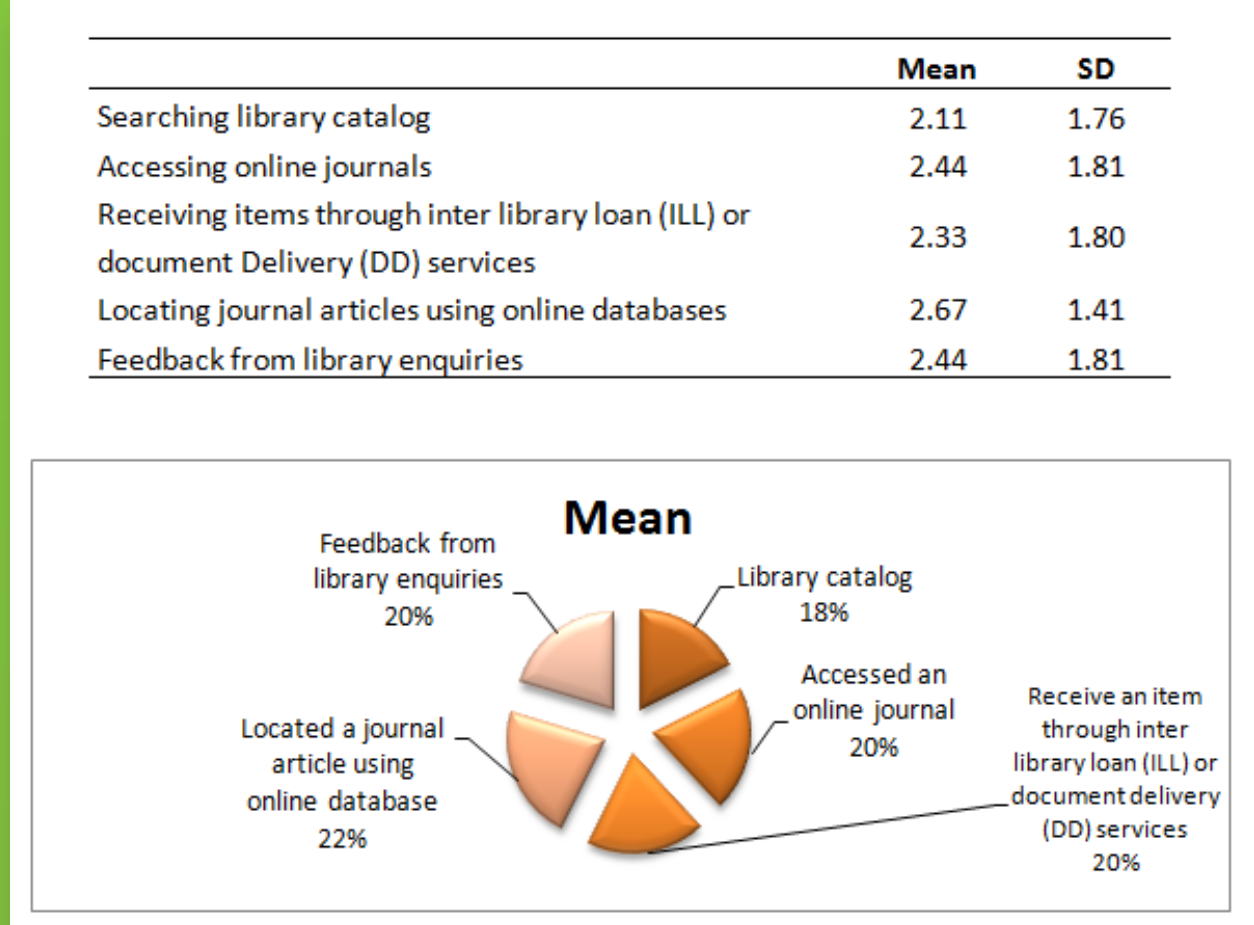 Mean SD
Searching library catalog 2.11 1.76
Accessing online journals 2.44 1.81
Receiving items through inter library loan (ILL) or
document Delivery (DD) services 2.33 1.80
Locating journal articles using online databases 2.67 1.41
Feedback from library enquiries 2.44 1.81
Mean
Feedback from
library enquiries
20%
Library catalog
18%
Accessed an
online journal
20%
Receive an item
through inter
library loan (ILL) or
document delivery
(DD) services
20%
Located a journal
article using
online database
22%